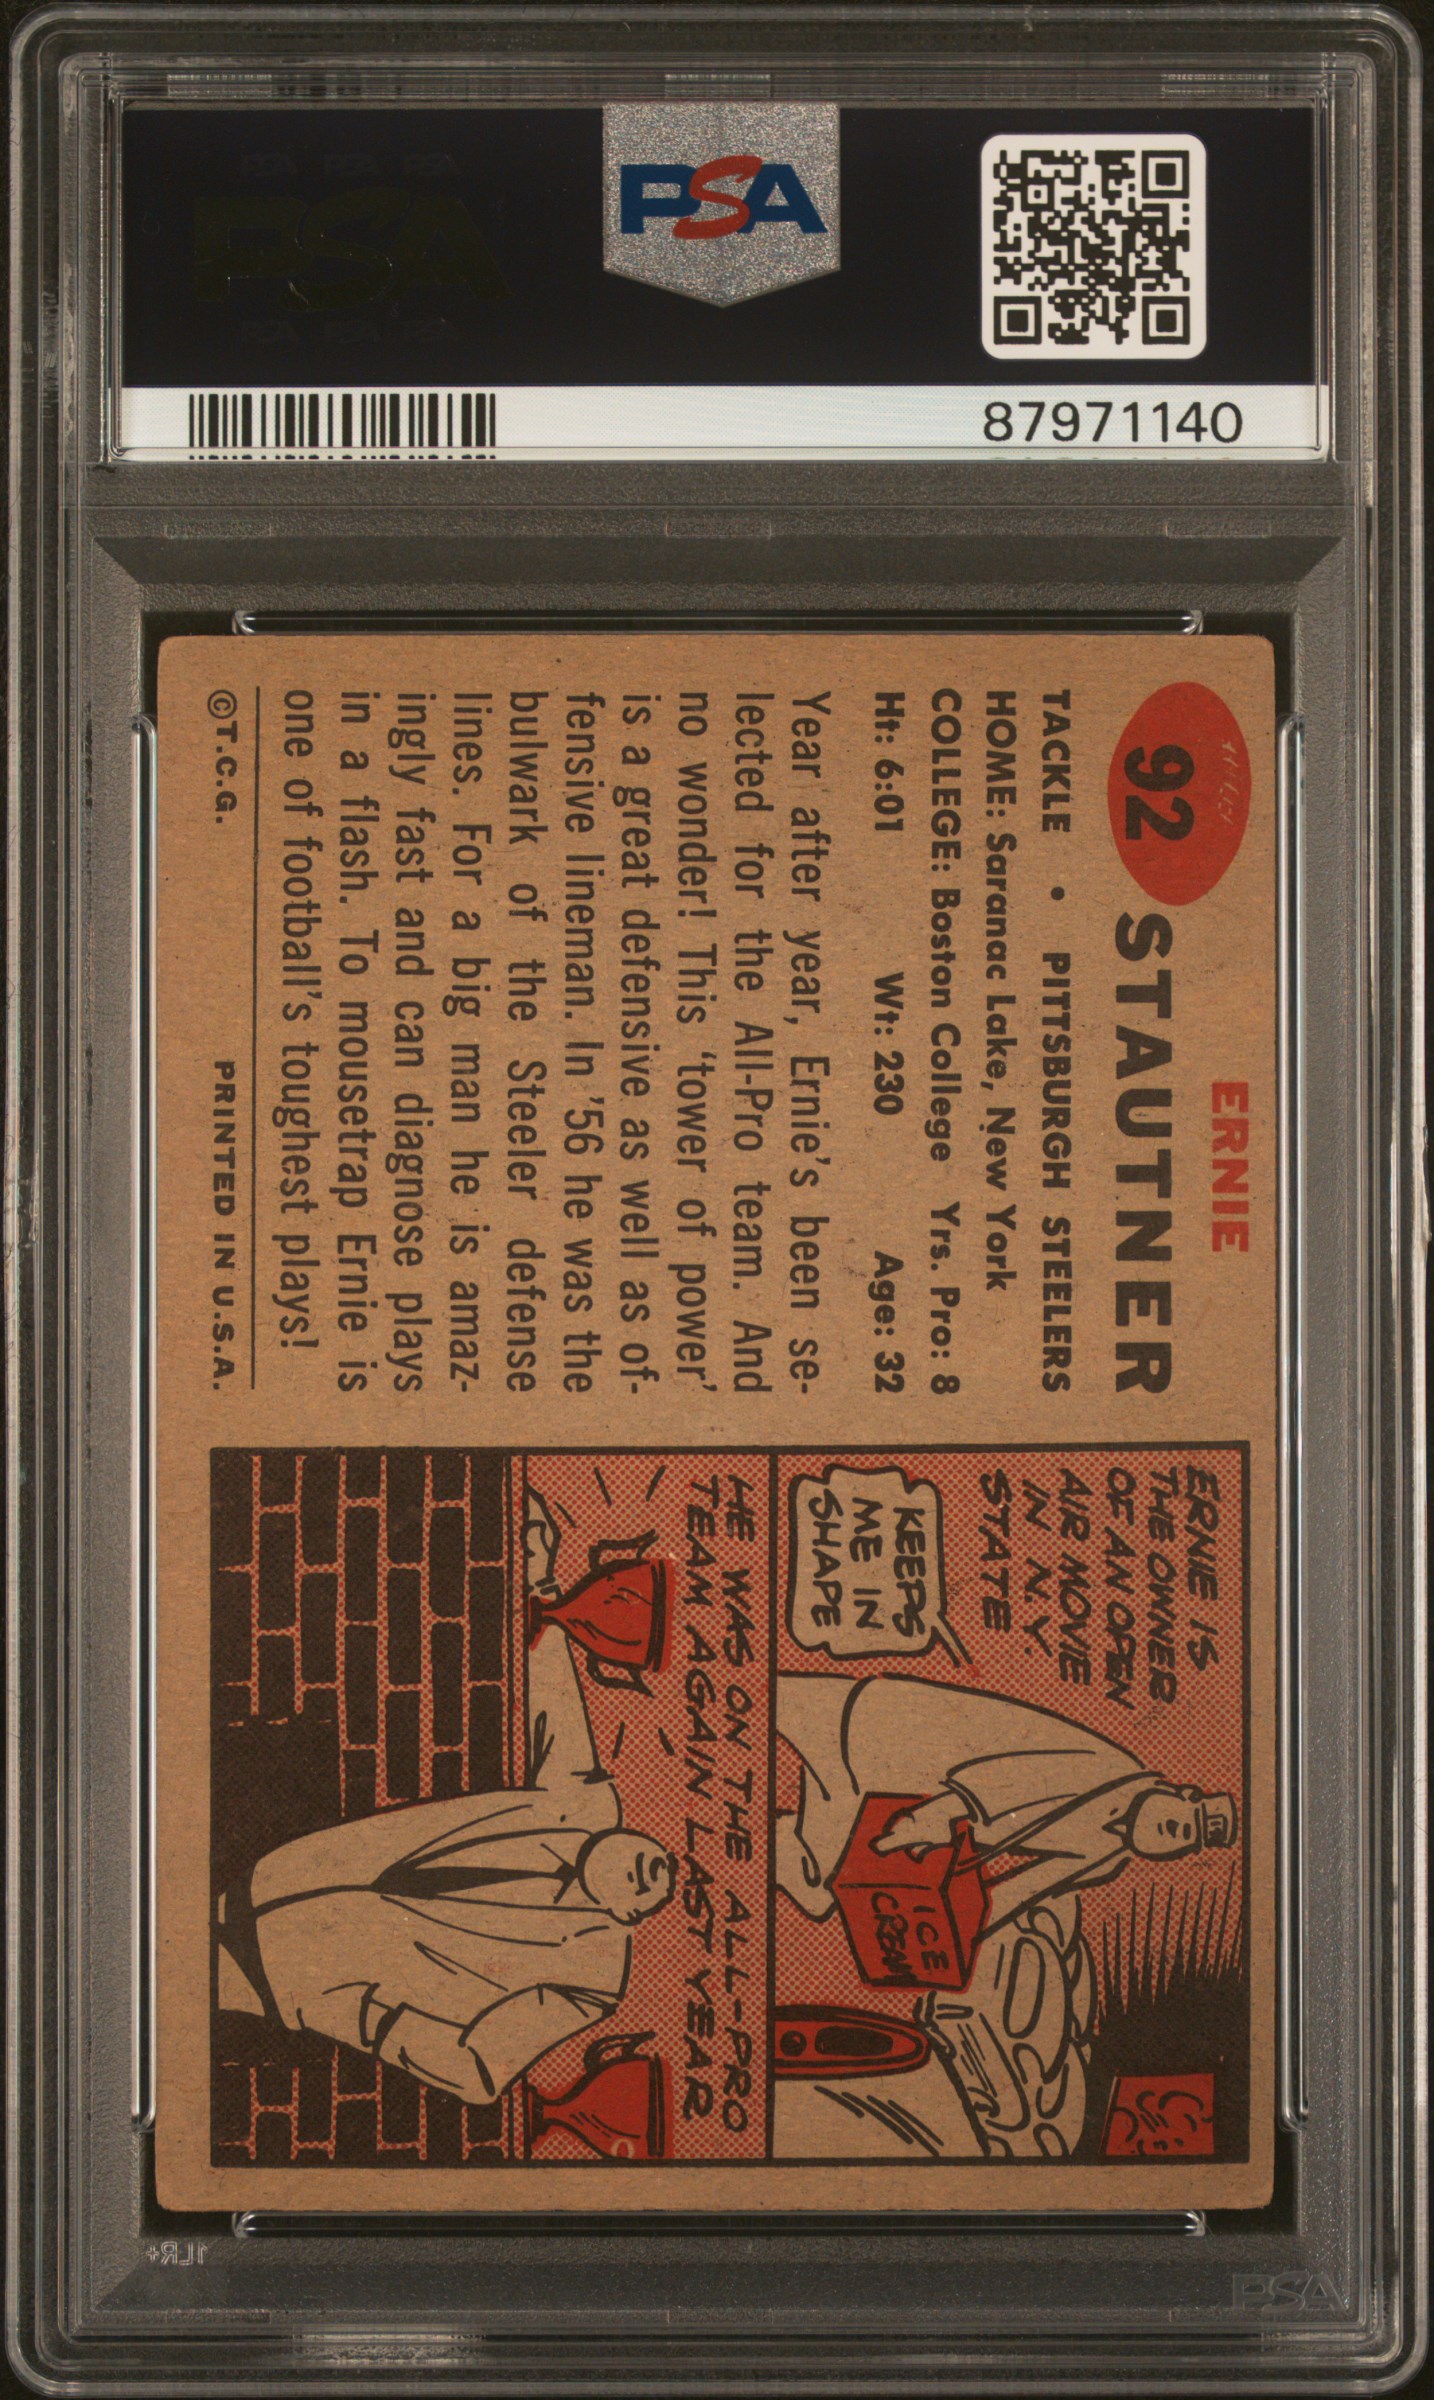 PSA
87971140
92
ERNIE
STAUTNER
TACKLE • PITTSBURGH STEELERS
HOME: Saranac Lake, New York
COLLEGE: Boston College Yrs. Pro: 8
Ht: 6:01 Wt: 230 Age: 32
Year after year, Ernie's been se-
lected for the All-Pro team. And
no wonder! This 'tower of power'
is a great defensive as well as of-
fensive lineman. In '56 he was the
bulwark of the Steeler defense
lines. For a big man he is amaz-
ingly fast and can diagnose plays
in a flash. To mousetrap Ernie is
one of football's toughest plays!
©T.C.G. PRINTED IN U.S.A.
ERNIE IS
THE OWNER
OF AN OPEN
AIR MOVIE
IN N.Y.
STATE
KEEPS
ME IN
SHAPE
ICE
CREAM
HE WAS ON THE ALL-PRO
TEAM AGAIN LAST YEAR
1LR+
PSA